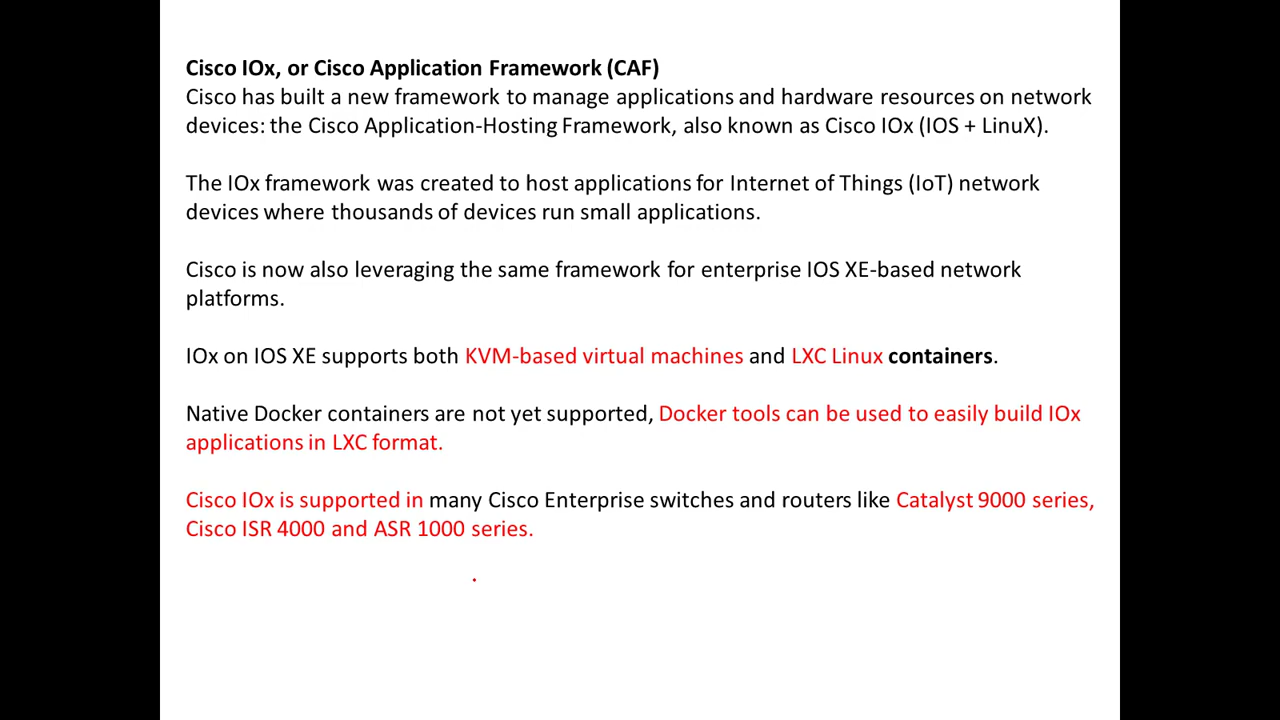 Cisco IOx, or Cisco Application Framework (CAF)
Cisco has built a new framework to manage applications and hardware resources on network
devices: the Cisco Application-Hosting Framework, also known as Cisco IOx (IOS + LinuX).
The IOx framework was created to host applications for Internet of Things (IoT) network
devices where thousands of devices run small applications.
Cisco is now also leveraging the same framework for enterprise IOS XE-based network
platforms.
IOx on IOS XE supports both KVM-based virtual machines and LXC Linux containers.
Native Docker containers are not yet supported, Docker tools can be used to easily build IOx
applications in LXC format.
Cisco IOx is supported in many Cisco Enterprise switches and routers like Catalyst 9000 series,
Cisco ISR 4000 and ASR 1000 series.